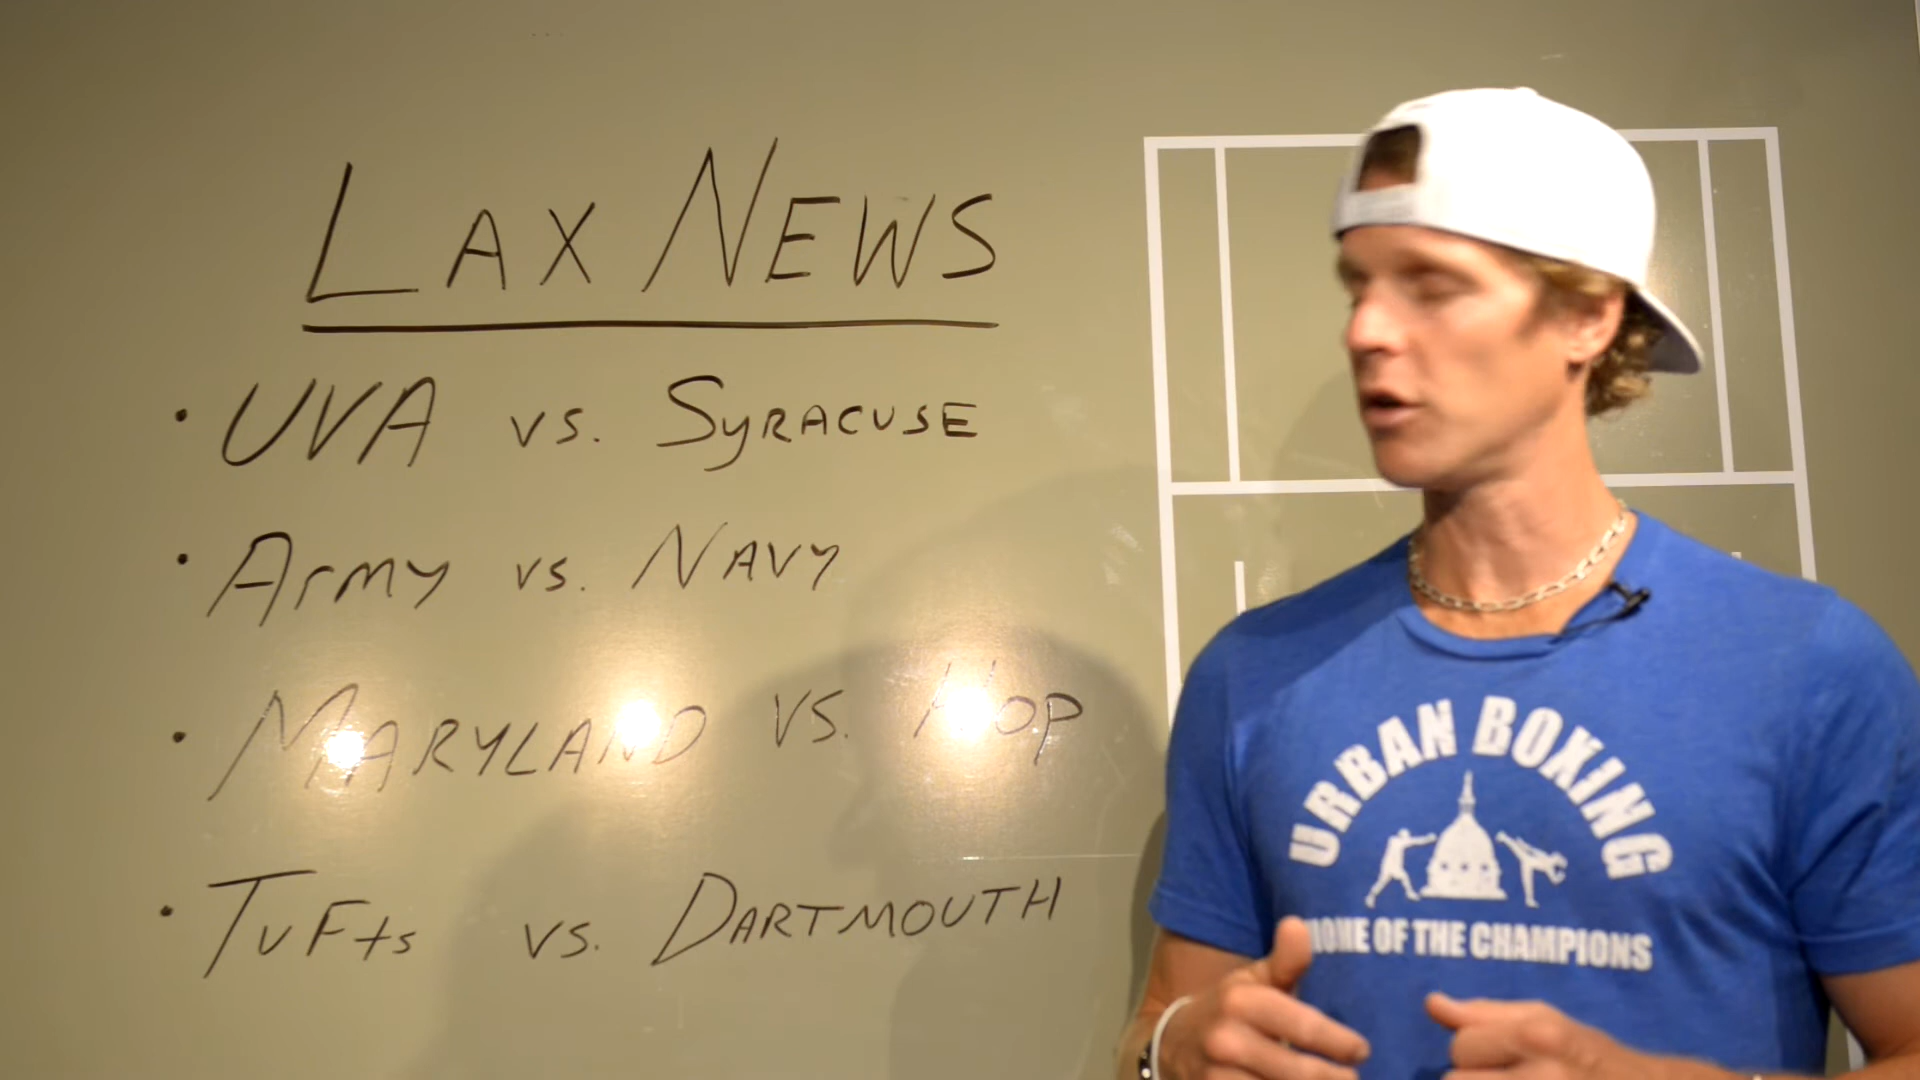 LAX NEWS
• UVA vs. SYRACUSE
• ArMy vs. NAVY
• MARYLAND VS. HOP
• TUFts vs. DARTMOUTH
URBAN BOXING
HOME OF THE CHAMPIONS